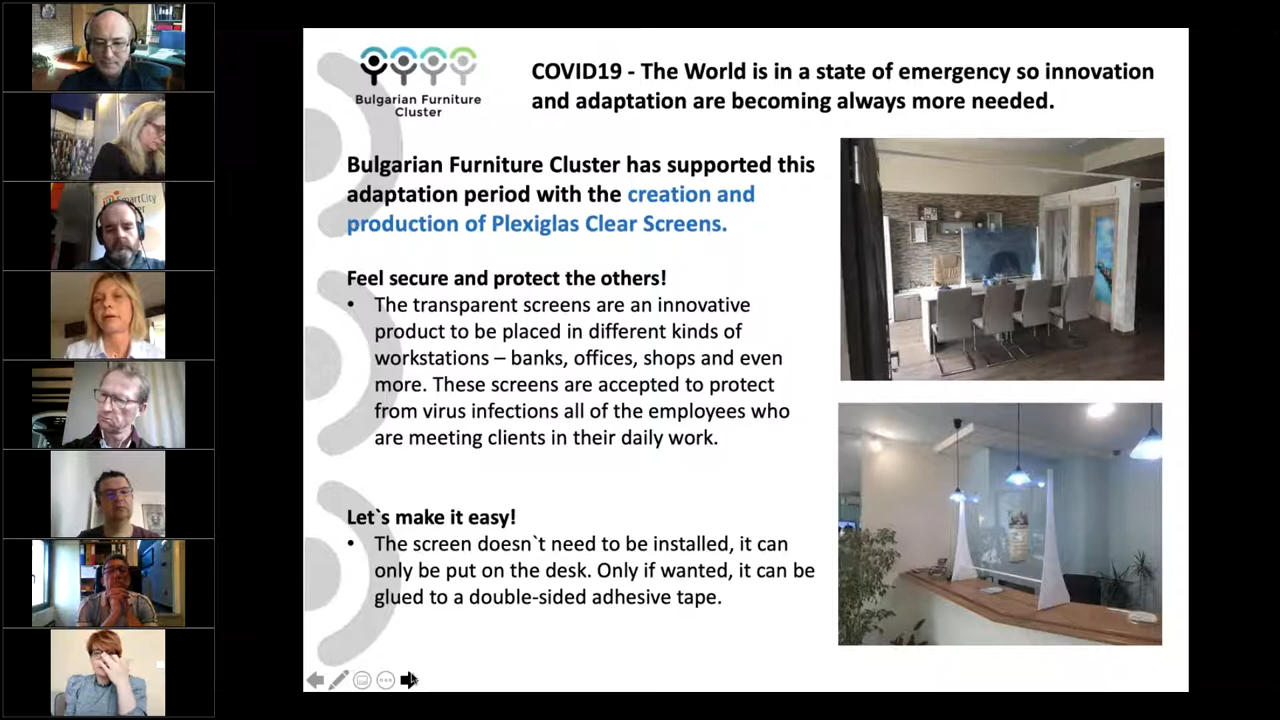 SmartCity
Bulgarian Furniture
Cluster
COVID19 - The World is in a state of emergency so innovation
and adaptation are becoming always more needed.
Bulgarian Furniture Cluster has supported this
adaptation period with the creation and
production of Plexiglas Clear Screens.
Feel secure and protect the others!
• The transparent screens are an innovative
product to be placed in different kinds of
workstations – banks, offices, shops and even
more. These screens are accepted to protect
from virus infections all of the employees who
are meeting clients in their daily work.
Let`s make it easy!
• The screen doesn`t need to be installed, it can
only be put on the desk. Only if wanted, it can be
glued to a double-sided adhesive tape.